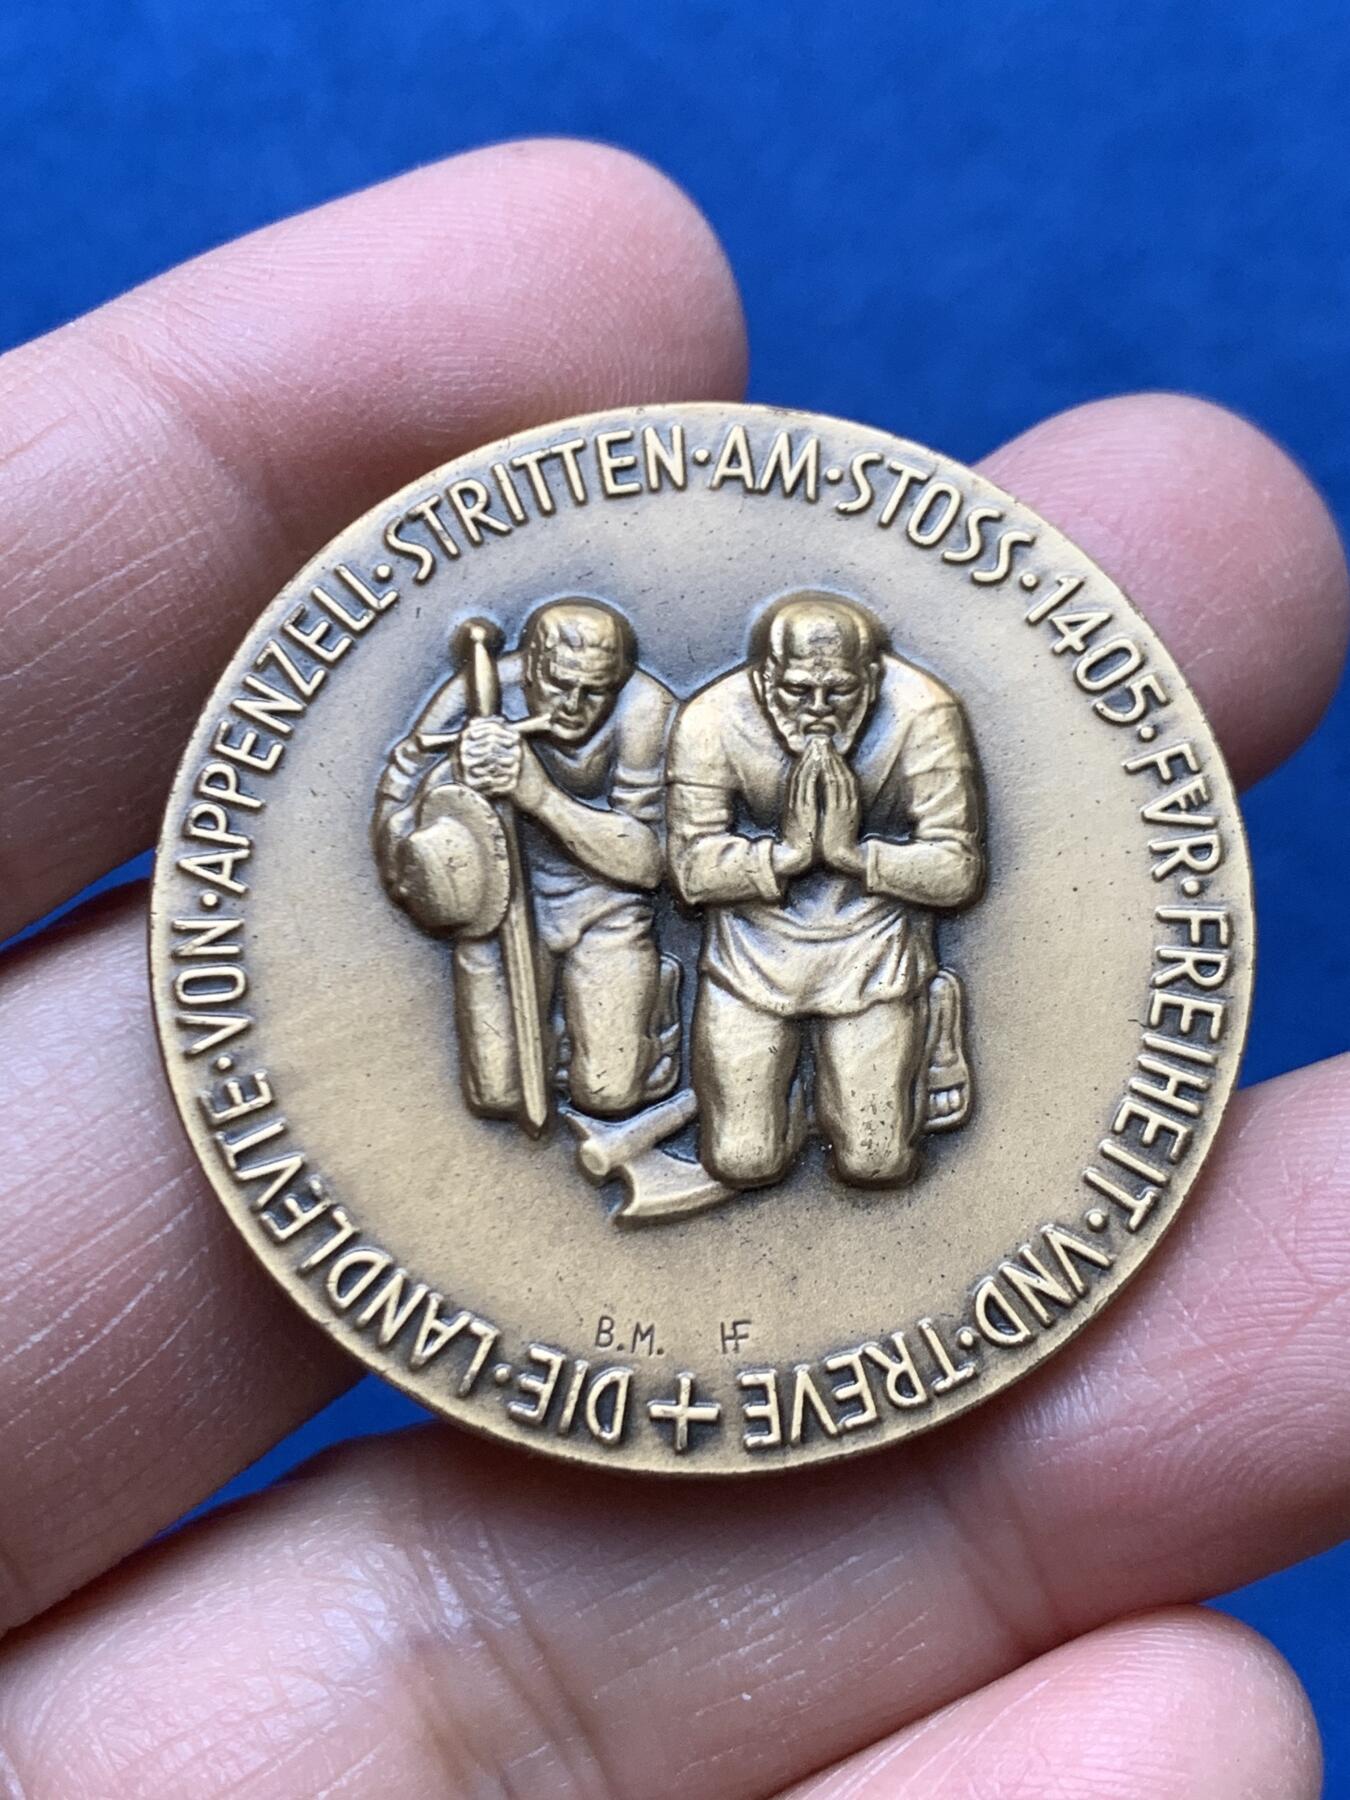 + DIE·LANDLEVTE·VON·APPENZELL·STRITTEN·AM·STOSS·1405·FVR·FREIHEIT·VND·TREVE
B.M. HF